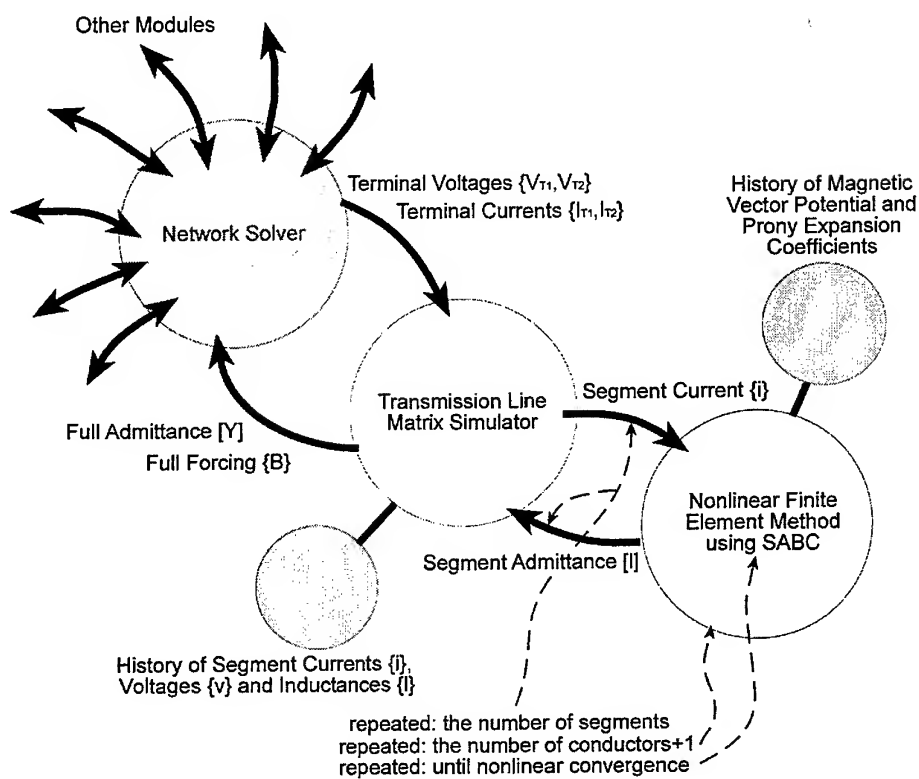 Other Modules
Terminal Voltages {VT1,VT2}
Terminal Currents {IT1,IT2}
History of Magnetic
Vector Potential and
Prony Expansion
Coefficients
Network Solver
Transmission Line
Matrix Simulator
Segment Current {i}
Full Admittance [Y]
Full Forcing {B}
Nonlinear Finite
Element Method
using SABC
Segment Admittance [l]
History of Segment Currents {i},
Voltages {v} and Inductances {l}
repeated: the number of segments
repeated: the number of conductors+1
repeated: until nonlinear convergence